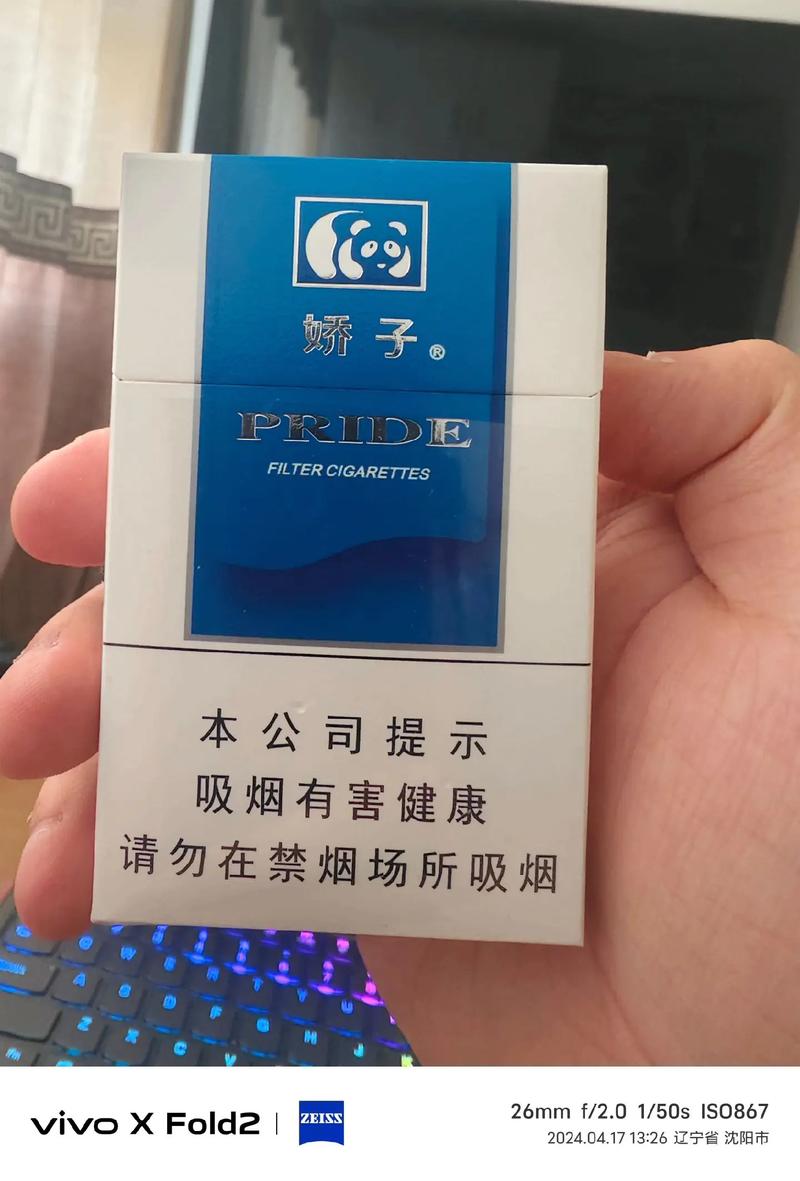 娇子®
PRIDE
FILTER CIGARETTES
本公司提示
吸烟有害健康
请勿在禁烟场所吸烟
Q W S R 
A S D F G H J K
Z X C V
vivo X Fold2 | ZEISS
26mm f/2.0 1/50s ISO867
2024.04.17 13:26 辽宁省 沈阳市